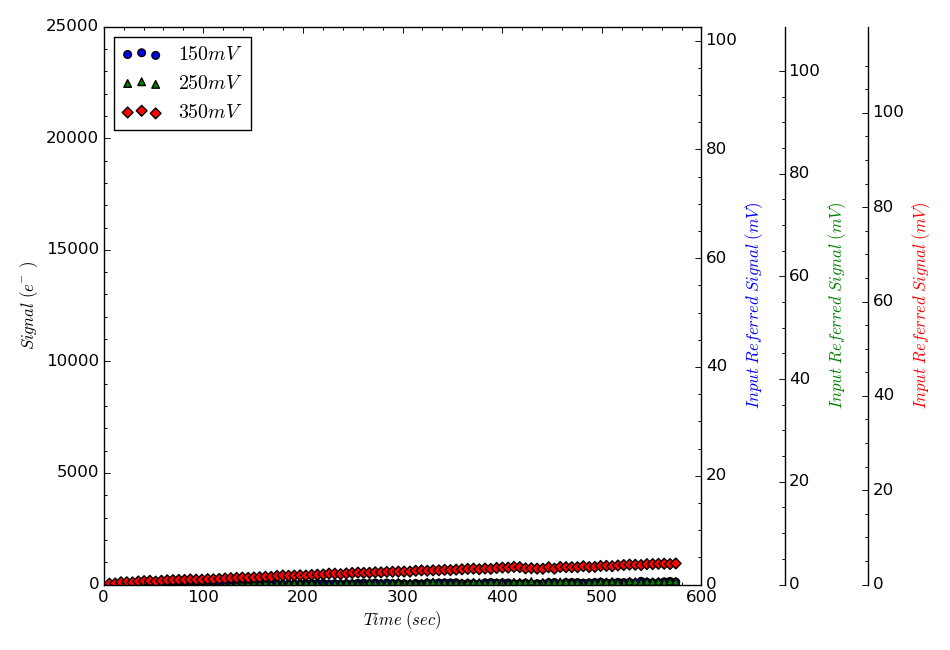 25000
20000
15000
10000
5000
0
Signal (e⁻)
150mV
250mV
350mV
0 100 200 300 400 500 600
Time (sec)
100
80
60
40
20
0
Input Referred Signal (mV)
100
80
60
40
20
0
Input Referred Signal (mV)
100
80
60
40
20
0
Input Referred Signal (mV)